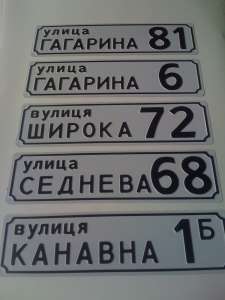 улица
ГАГАРИНА 81
улица
ГАГАРИНА 6
вулиця
ШИРОКА 72
улица
СЕДНЕВА 68
вулиця
КАНАВНА 1Б